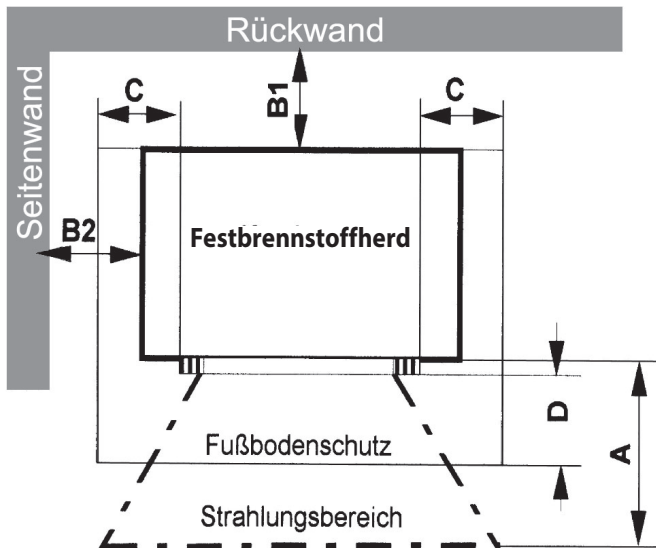 Rückwand
C
B1
C
Seitenwand
B2
Festbrennstoffherd
D
A
Fußbodenschutz
Strahlungsbereich